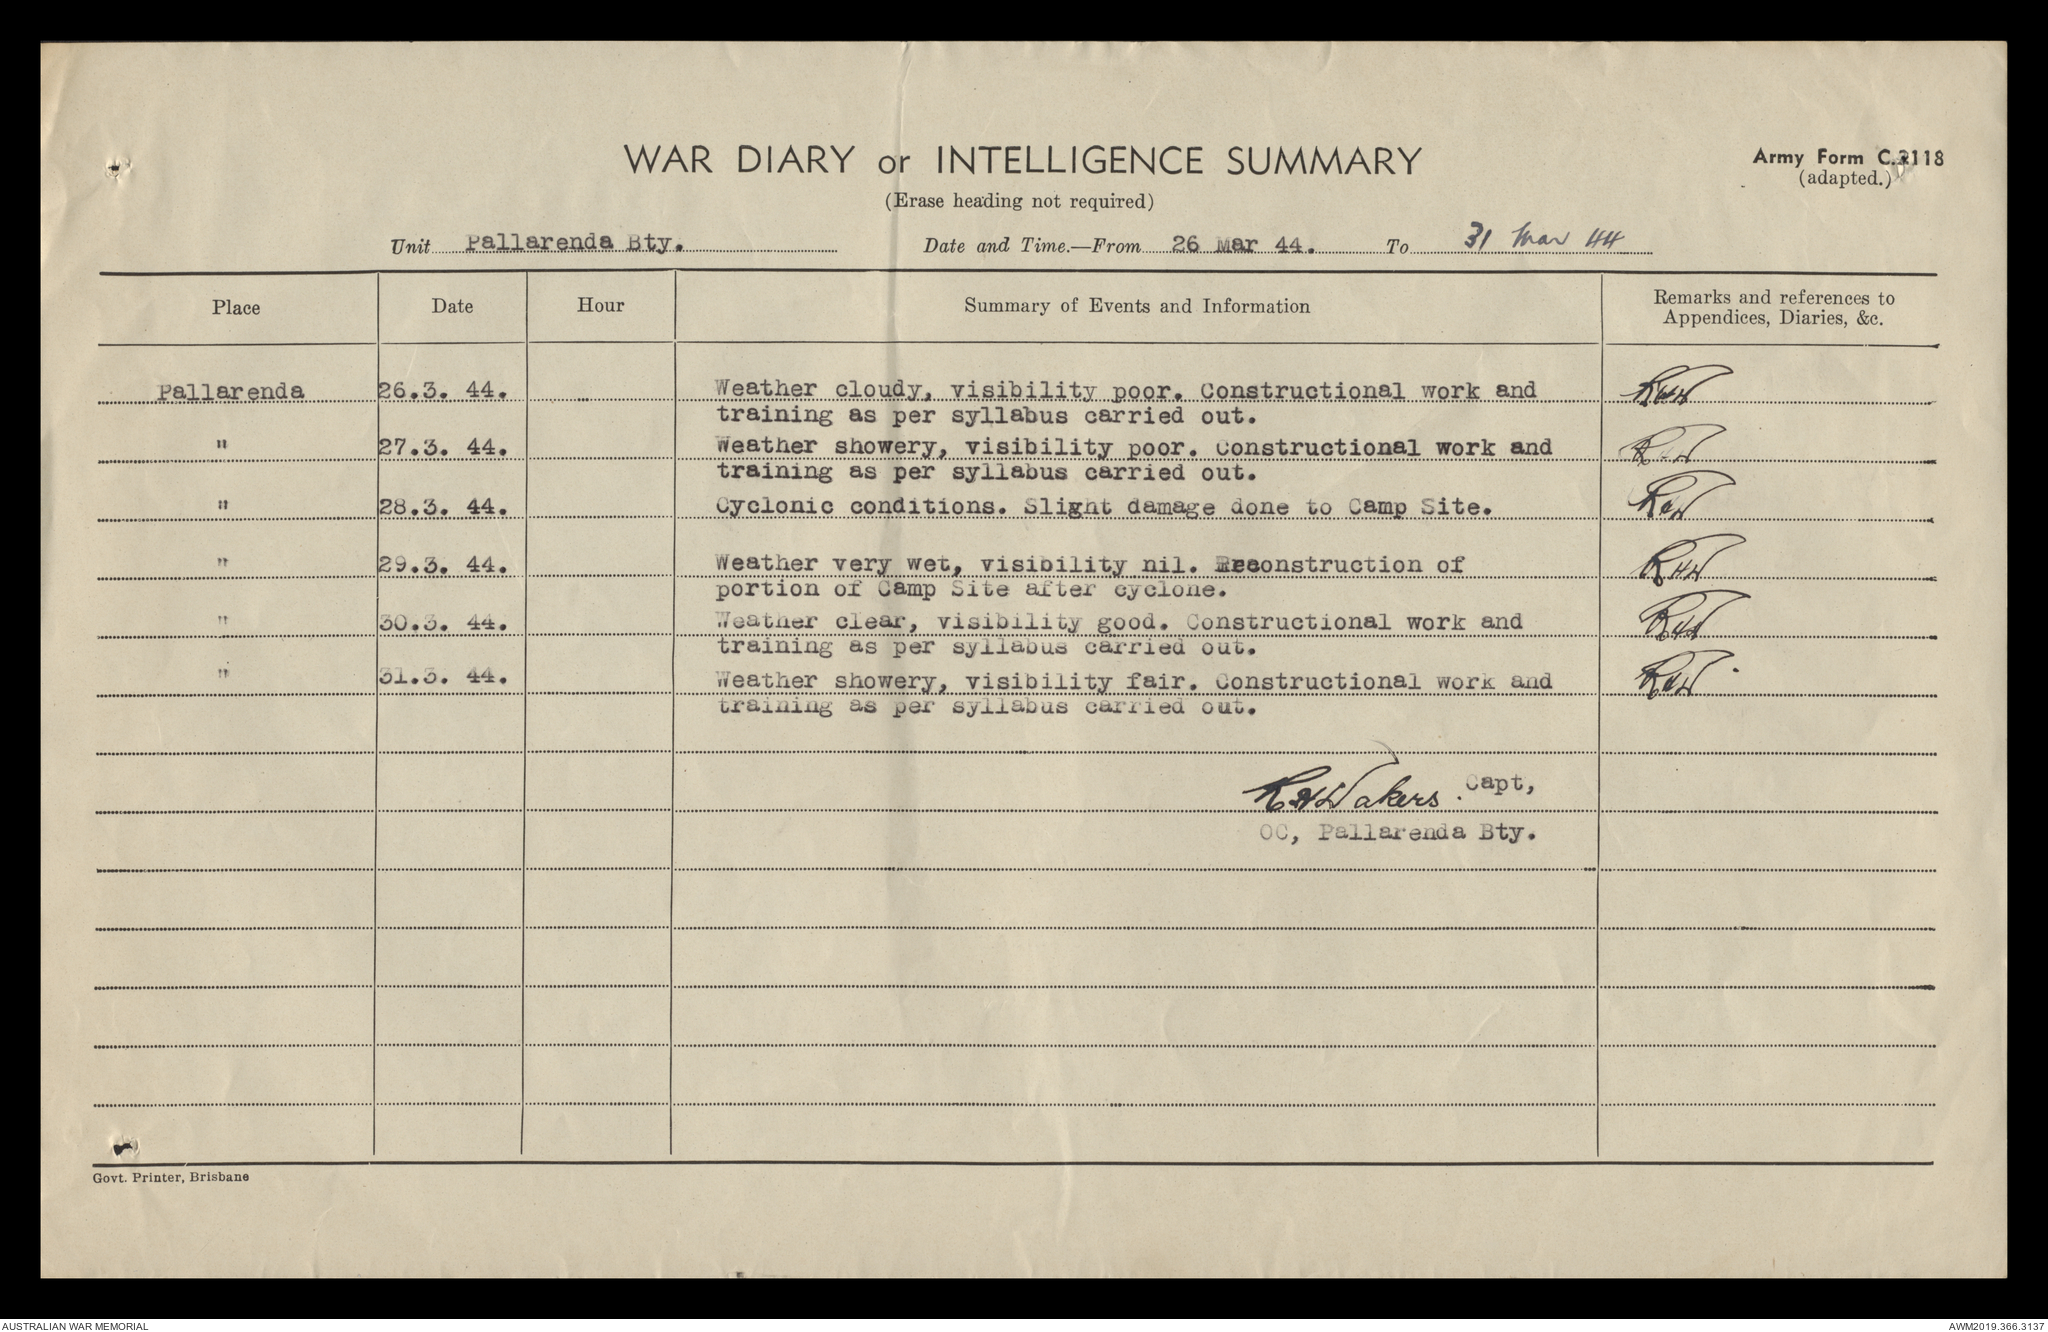 WAR DIARY or INTELLIGENCE SUMMARY
Army Form C.2118
(adapted.)
(Erase heading not required)
Unit Pallarenda Bty. Date and Time.—From 26 Mar 44. To 31 Mar 44
Place Date Hour Summary of Events and Information Remarks and references to
Appendices, Diaries, &c.
Pallarenda 26.3. 44. Weather cloudy, visibility poor. Constructional work and RHW
training as per syllabus carried out.
" 27.3. 44. Weather showery, visibility poor. Constructional work and RHW
training as per syllabus carried out.
" 28.3. 44. Cyclonic conditions. Slight damage done to Camp Site. RHW
" 29.3. 44. Weather very wet, visibility nil. Reconstruction of RHW
portion of Camp Site after cyclone.
" 30.3. 44. Weather clear, visibility good. Constructional work and RHW
training as per syllabus carried out.
" 31.3. 44. Weather showery, visibility fair. Constructional work and RHW
training as per syllabus carried out.
Capt,
OC, Pallarenda Bty.
Govt. Printer, Brisbane
AUSTRALIAN WAR MEMORIAL AWM2019.366.3137